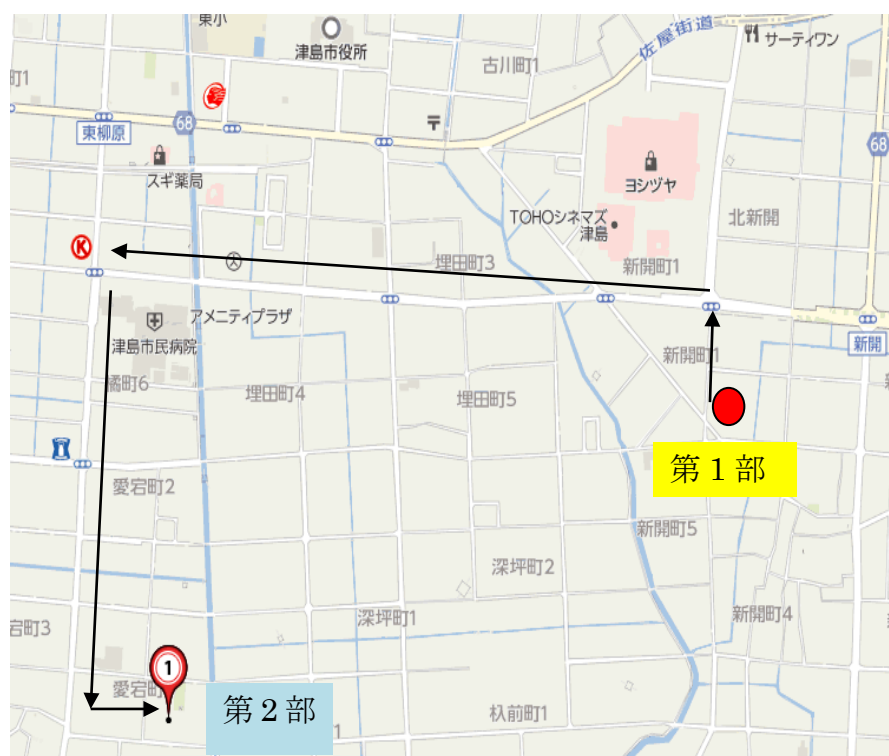 東小
津島市役所
佐屋街道
サーティワン
古川町1
町1
〒
68
東柳原
68
スギ薬局
ヨシヅヤ
TOHOシネマズ
津島
北新開
K
埋田町3
新開町1
アメニティプラザ
津島市民病院
新開町1
新開
橘町6
埋田町4
埋田町5
第1部
愛宕町2
新開町5
深坪町2
深坪町1
新開町4
宕町3
1
愛宕町
第2部
杁前町1
1